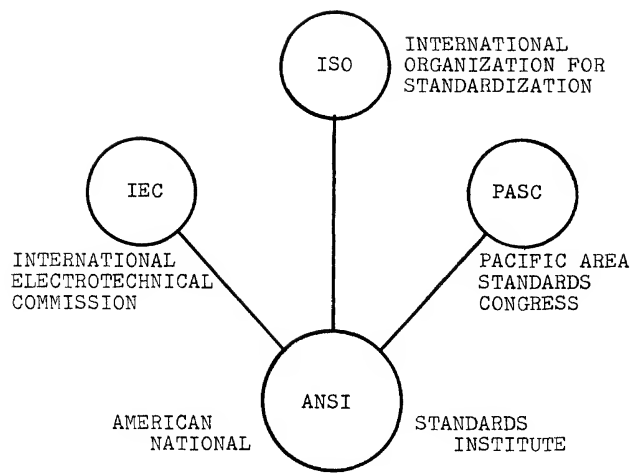 ISO
INTERNATIONAL
ORGANIZATION FOR
STANDARDIZATION
IEC
INTERNATIONAL
ELECTROTECHNICAL
COMMISSION
PASC
PACIFIC AREA
STANDARDS
CONGRESS
ANSI
AMERICAN
NATIONAL
STANDARDS
INSTITUTE